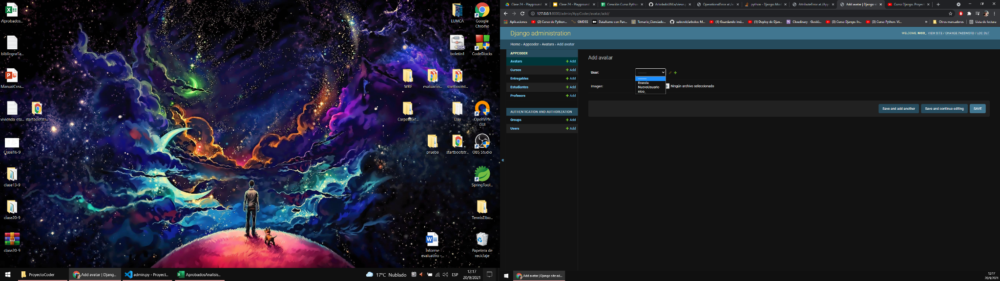 Aprobados...
bibliografia...
ManualCrea...
vivienda-eta...
startbootstr...
Clase16-9
clase13-9
clase20-9
clase20-9
LUMCA
Google
Chrome
boletin1
CodeBlocks
WRF
evaluacio...
startbootst...
CarpetaGit...
Day
OpenVPN
GUI
prueba
startbootstr...
OBS Studio
SpringTool...
TennisElbo...
Informe
evaluativo -...
Papelera de
reciclaje
ProyectoCoder
Add avatar | Djang...
admin.py - Proyect...
AprobadosAnalisis...
17°C Nublado
ESP
12:17
20/9/2021
Clase 24 - Playground
Clase 24 - Playground
Creación Curso Python
ArboladoUNLa/views.p
OperationalError at /a
python - Django: Mod
AttributeError at /App
Add avatar | Django si
Curso Django. Proyect
127.0.0.1:8000/admin/AppCoder/avatar/add/
Aplicaciones
(2) Curso de Python...
GMDSS
Dataframe con Pan...
Temario_Cienciade...
suberek/arboles: M...
(1) Guardando imá...
(1) Deploy de Djan...
Cloudinary - Gestió...
(3) Curso Django. In...
(3) Curso Python. Vi...
»
Otros marcadores
Lista de lectura
Django administration
WELCOME, NICO_. VIEW SITE / CHANGE PASSWORD / LOG OUT
Home › Appcoder › Avatars › Add avatar
APPCODER
Avatars + Add
Cursos + Add
Entregables + Add
Estudiantes + Add
Profesors + Add
AUTHENTICATION AND AUTHORIZATION
Groups + Add
Users + Add
«
Add avatar
User:
---------
---------
Brenda
NuevoUsuario
nico_
Imagen:
Ningún archivo seleccionado
Save and add another
Save and continue editing
SAVE
Add avatar | Django site ad...
12:17
20/9/2021